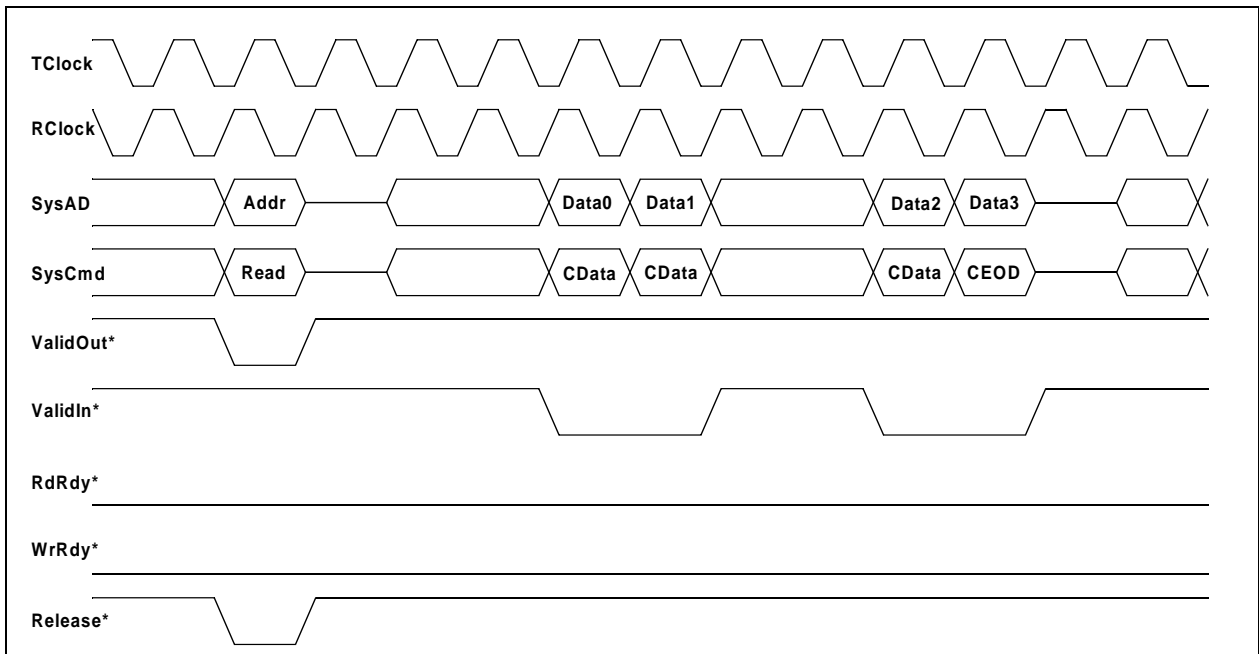 TClock
RClock
SysAD Addr Data0 Data1 Data2 Data3
SysCmd Read CData CData CData CEOD
ValidOut*
ValidIn*
RdRdy*
WrRdy*
Release*